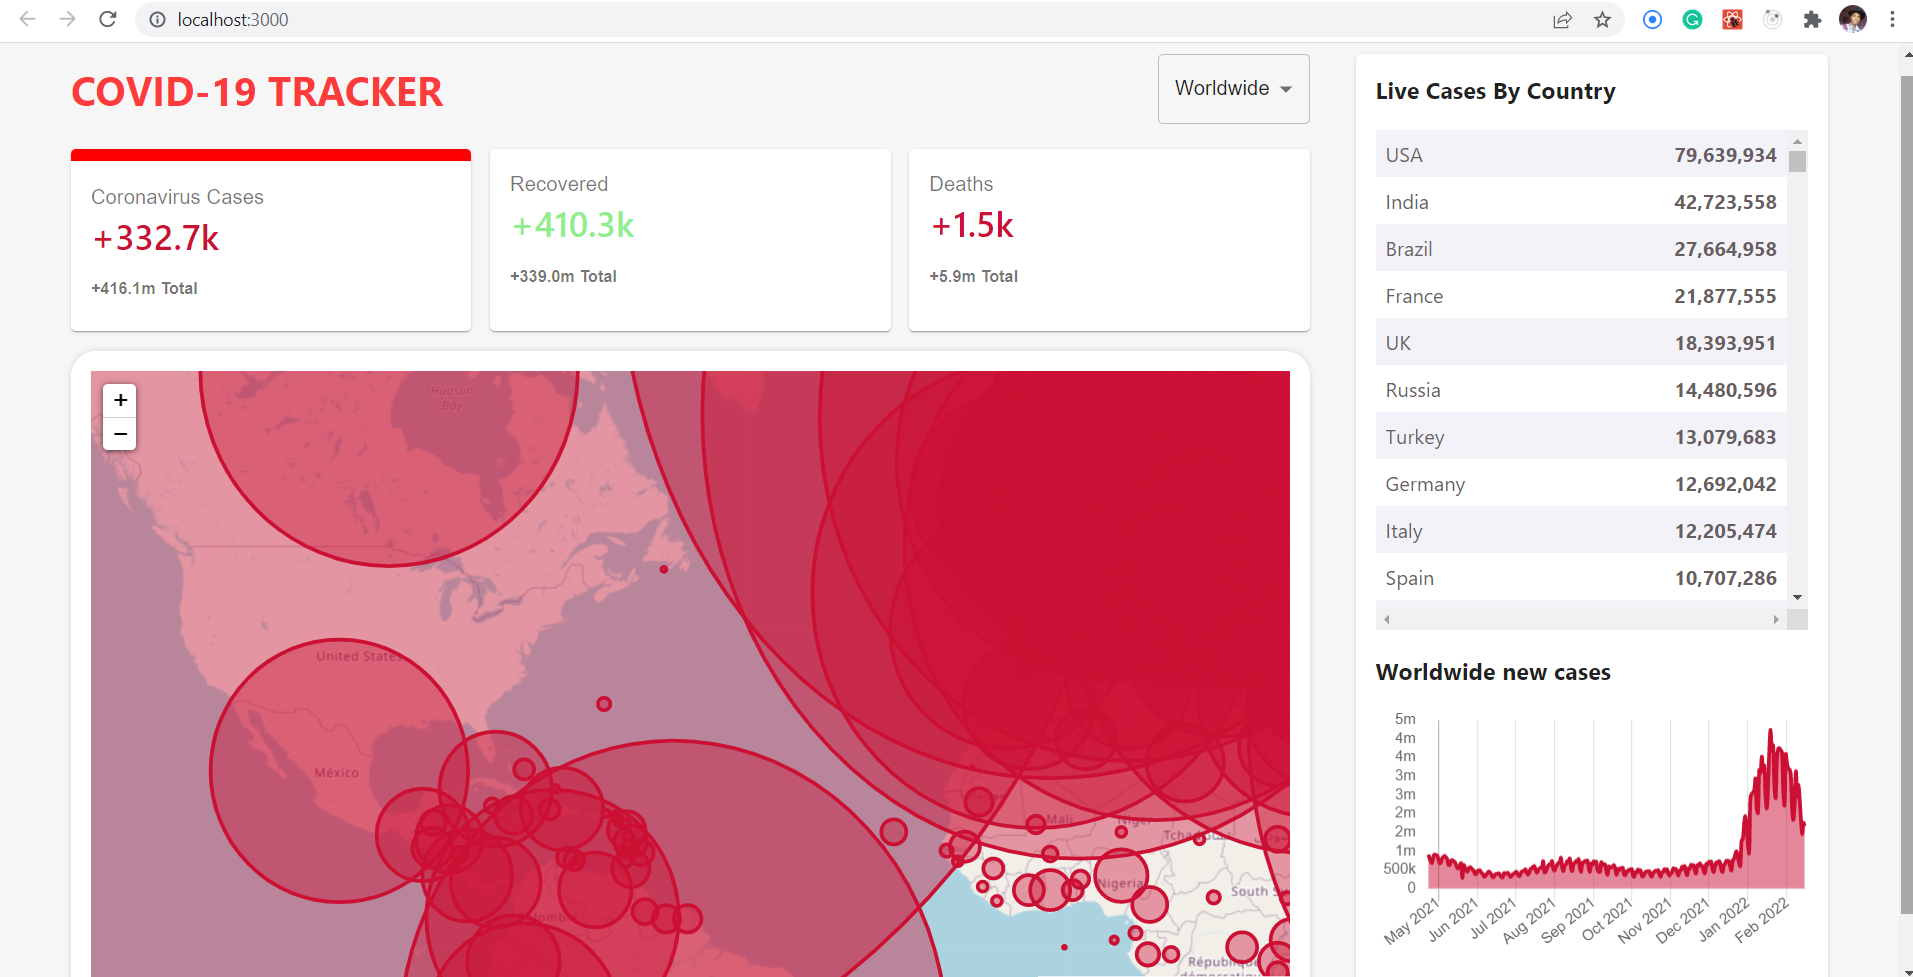 localhost:3000
COVID-19 TRACKER
Worldwide
Coronavirus Cases
+332.7k
+416.1m Total
Recovered
+410.3k
+339.0m Total
Deaths
+1.5k
+5.9m Total
+
−
Hudson
Bay
United States
México
Mali
Niger
Nigeria
South S
Républiqu
démocratique
Live Cases By Country
USA 79,639,934
India 42,723,558
Brazil 27,664,958
France 21,877,555
UK 18,393,951
Russia 14,480,596
Turkey 13,079,683
Germany 12,692,042
Italy 12,205,474
Spain 10,707,286
Worldwide new cases
5m
4m
4m
3m
3m
2m
2m
1m
500k
0
May 2021
Jun 2021
Jul 2021
Aug 2021
Sep 2021
Oct 2021
Nov 2021
Dec 2021
Jan 2022
Feb 2022